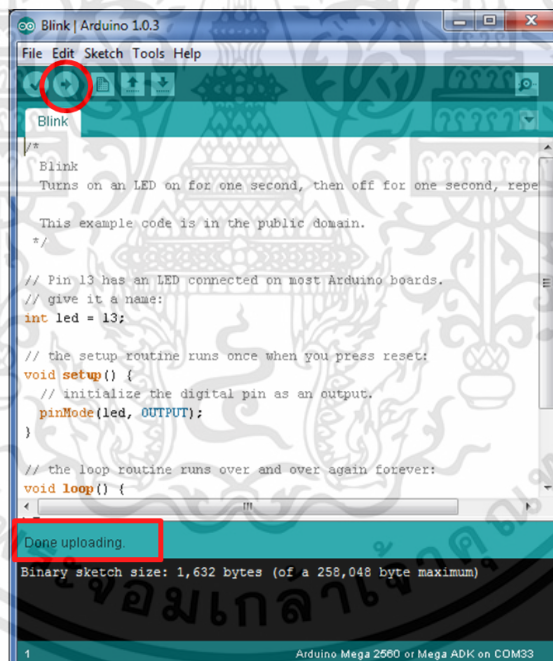 Blink | Arduino 1.0.3
File Edit Sketch Tools Help
Blink
/*
Blink
Turns on an LED on for one second, then off for one second, repe
This example code is in the public domain.
*/
// Pin 13 has an LED connected on most Arduino boards.
// give it a name:
int led = 13;
// the setup routine runs once when you press reset:
void setup() {
// initialize the digital pin as an output.
pinMode(led, OUTPUT);
}
// the loop routine runs over and over again forever:
void loop() {
Done uploading.
Binary sketch size: 1,632 bytes (of a 258,048 byte maximum)
1
Arduino Mega 2560 or Mega ADK on COM33